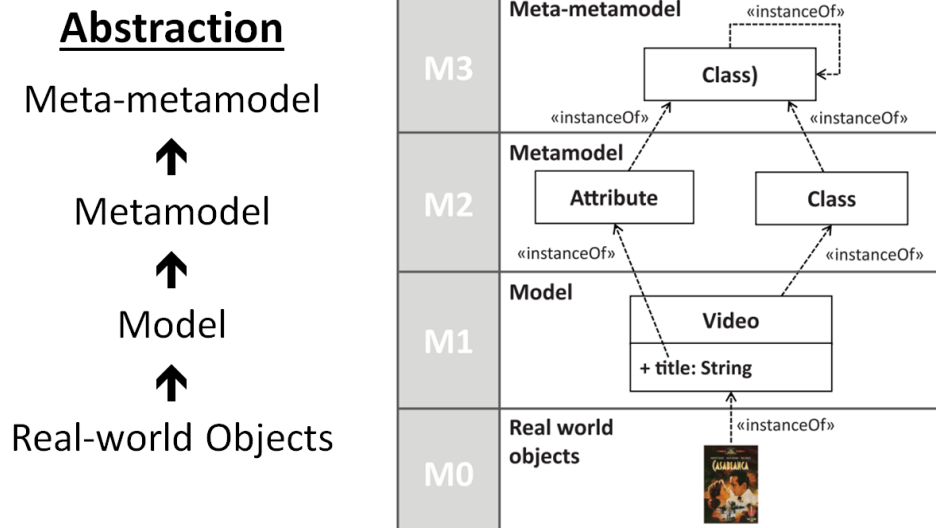 Abstraction
Meta-metamodel
Metamodel
Model
Real-world Objects
M3
Meta-metamodel
«instanceOf»
Class)
«instanceOf»
«instanceOf»
M2
Metamodel
Attribute
Class
«instanceOf»
«instanceOf»
M1
Model
Video
+ title: String
M0
Real world
objects
«instanceOf»
CASABLANCA